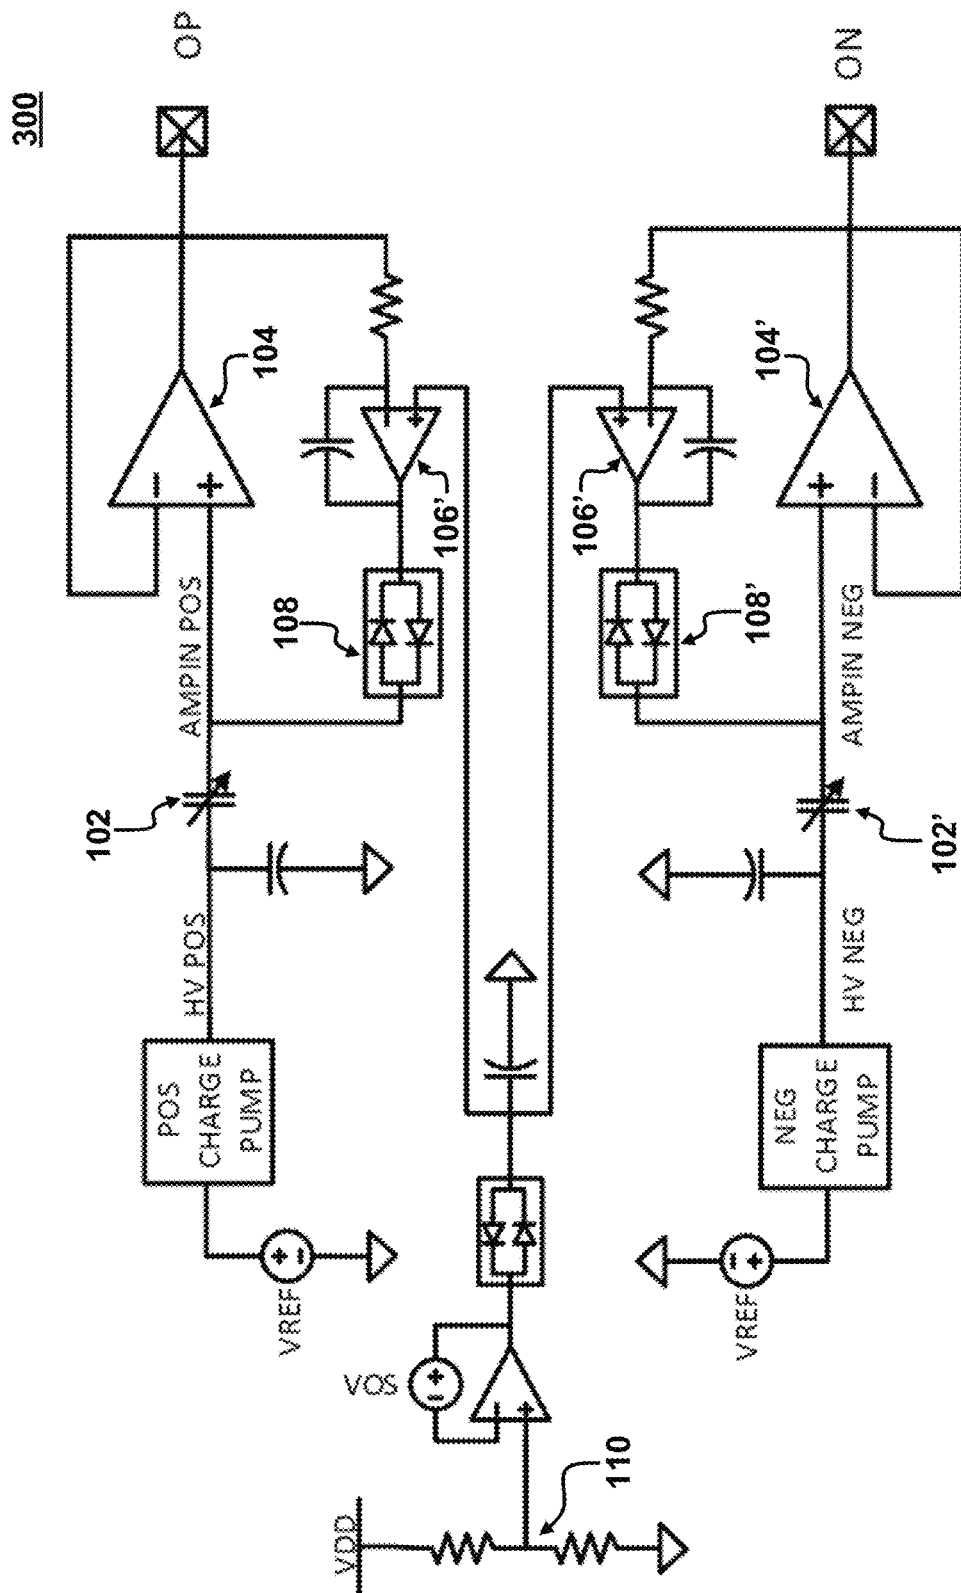 300
OP
104
106'
108
AMPIN POS
102
HV POS
POS
CHARGE
PUMP
VREF
+
-
VOS
VDD
110
VREF
NEG
CHARGE
PUMP
HV NEG
102'
AMPIN NEG
108'
106'
104'
ON